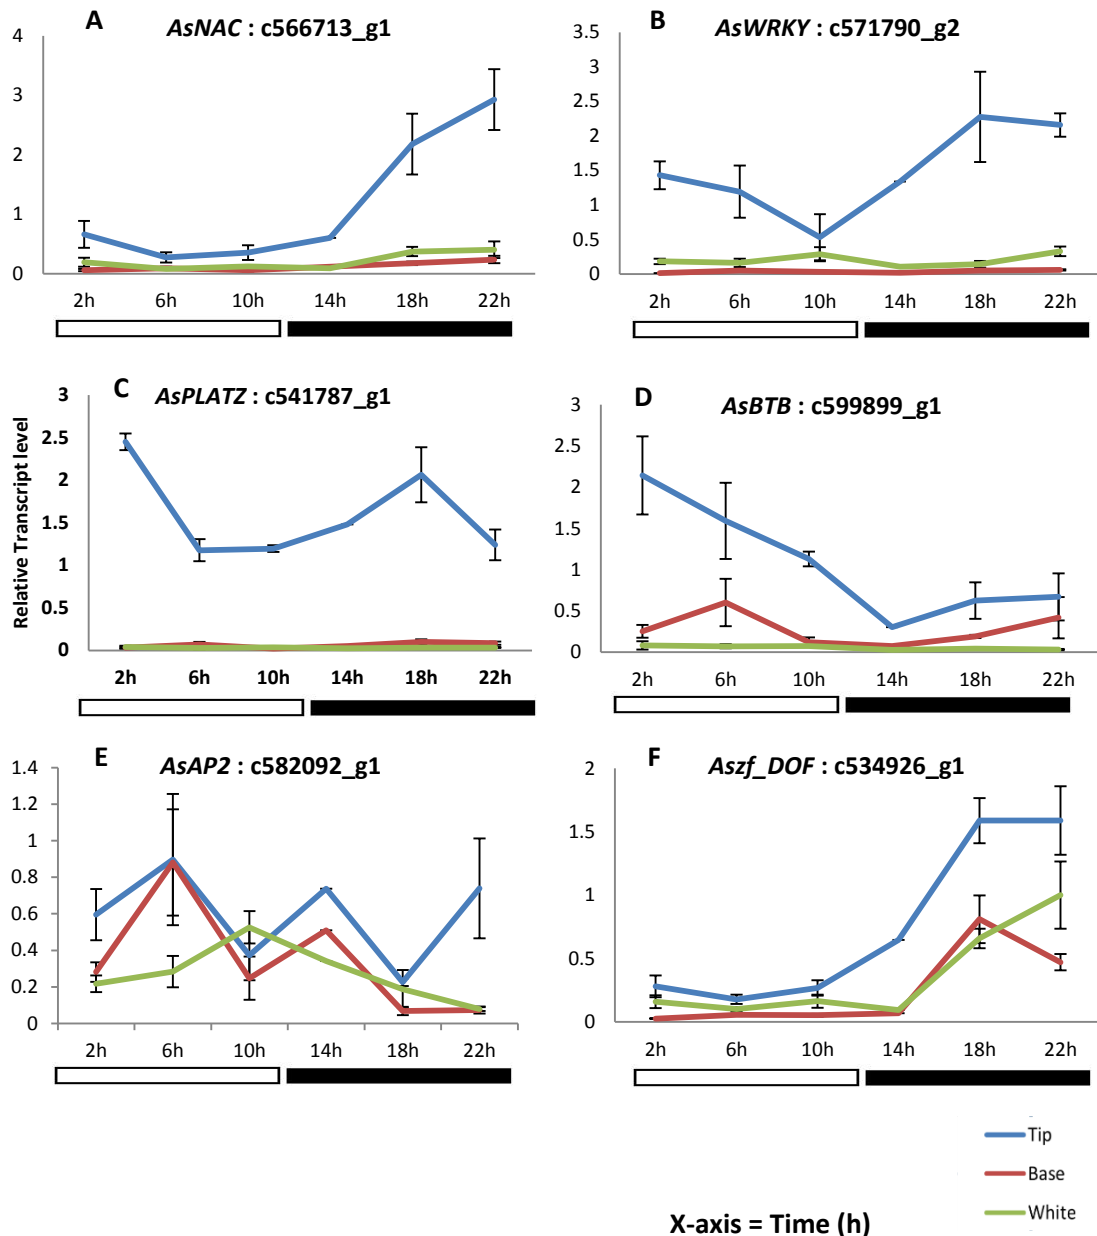 A
AsNAC : c566713_g1
4
3
2
1
0
2h 6h 10h 14h 18h 22h
B
AsWRKY : c571790_g2
3.5
3
2.5
2
1.5
1
0.5
0
2h 6h 10h 14h 18h 22h
C
AsPLATZ : c541787_g1
Relative Transcript level
3
2.5
2
1.5
1
0.5
0
2h 6h 10h 14h 18h 22h
D
AsBTB : c599899_g1
3
2.5
2
1.5
1
0.5
0
2h 6h 10h 14h 18h 22h
E
AsAP2 : c582092_g1
1.4
1.2
1
0.8
0.6
0.4
0.2
0
2h 6h 10h 14h 18h 22h
F
Aszf_DOF : c534926_g1
2
1.5
1
0.5
0
2h 6h 10h 14h 18h 22h
Tip
Base
White
X-axis = Time (h)